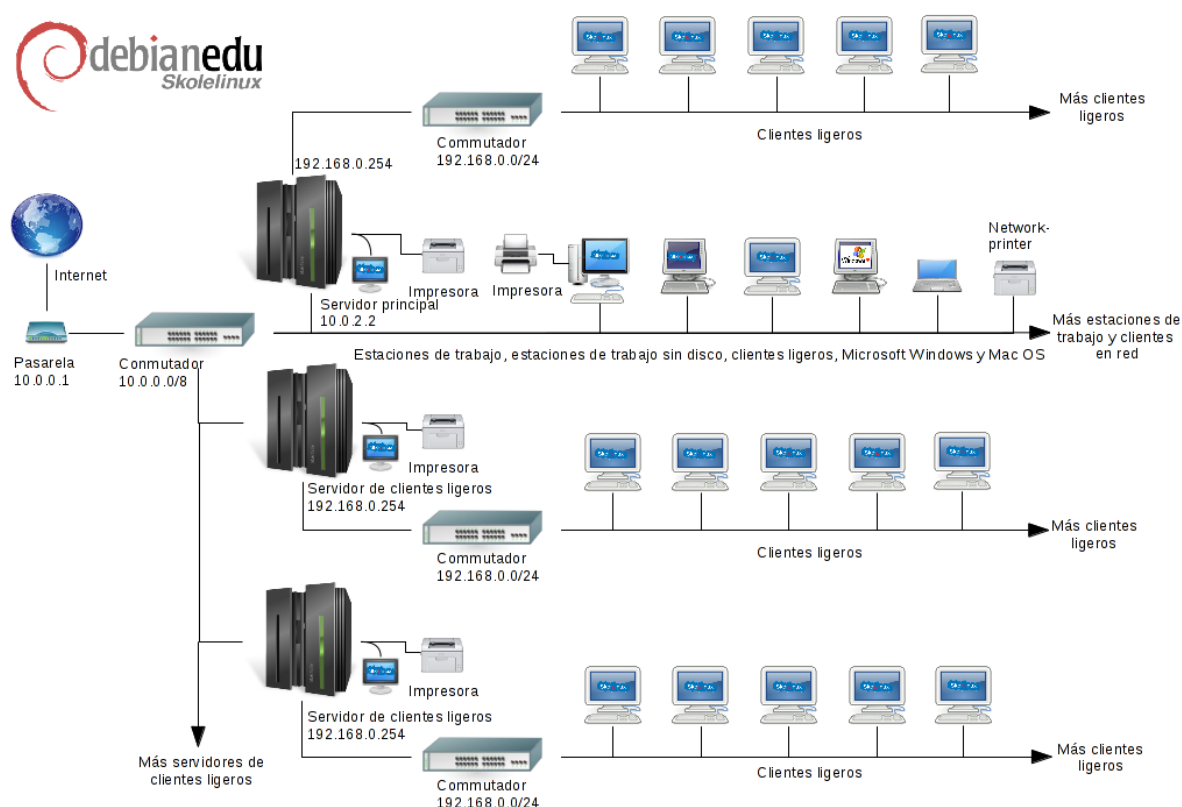 debianedu
Skolelinux
Commutador
192.168.0.0/24
Clientes ligeros
Más clientes
ligeros
192.168.0.254
Internet
Impresora
Impresora
Network-
printer
Servidor principal
10.0.2.2
Pasarela
10.0.0.1
Conmutador
10.0.0.0/8
Estaciones de trabajo, estaciones de trabajo sin disco, clientes ligeros, Microsoft Windows y Mac OS
Más estaciones de
trabajo y clientes
en red
Impresora
Servidor de clientes ligeros
192.168.0.254
Commutador
192.168.0.0/24
Clientes ligeros
Más clientes
ligeros
Impresora
Servidor de clientes ligeros
192.168.0.254
Commutador
192.168.0.0/24
Clientes ligeros
Más clientes
ligeros
Más servidores de
clientes ligeros